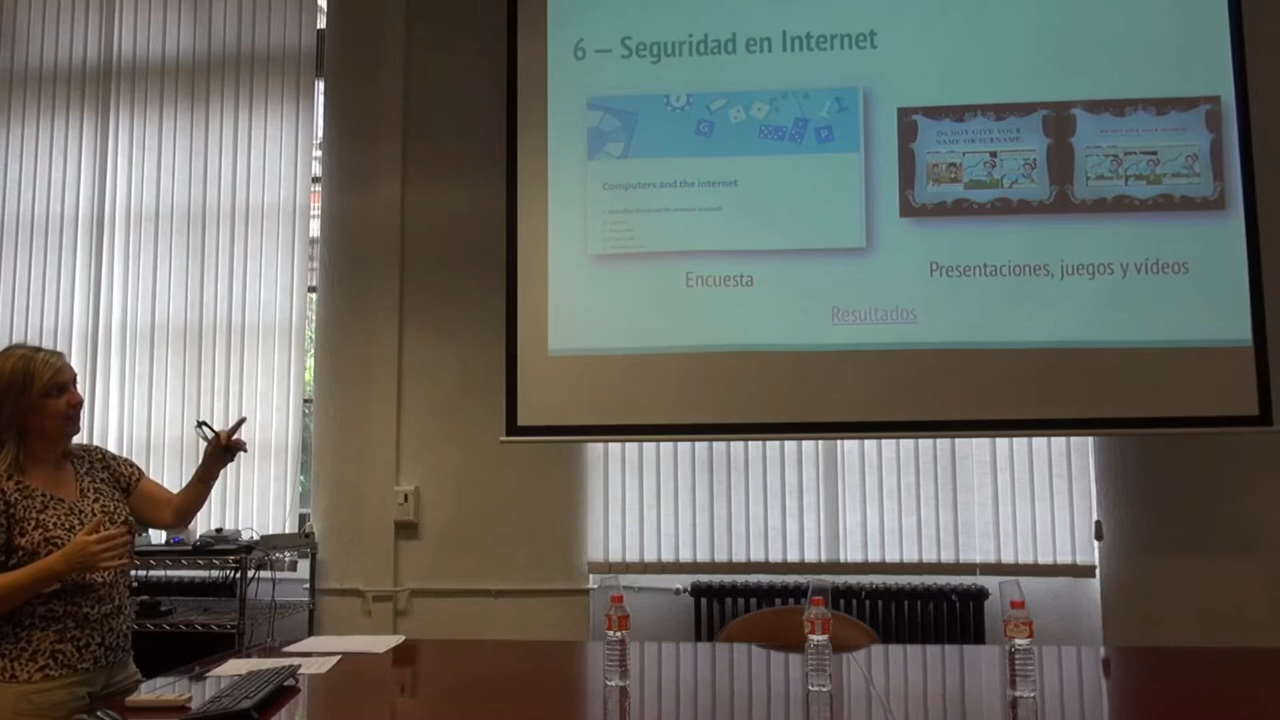 6 — Seguridad en Internet
Computers and the internet
DO NOT GIVE YOUR
NAME OR SURNAME.
Encuesta
Presentaciones, juegos y vídeos
Resultados